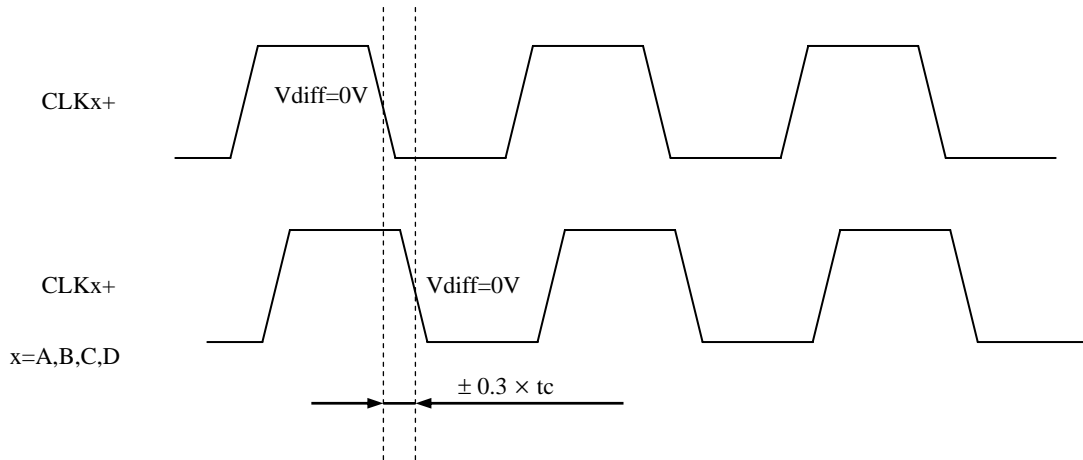 CLKx+
Vdiff=0V
CLKx+
Vdiff=0V
x=A,B,C,D
± 0.3 × tc